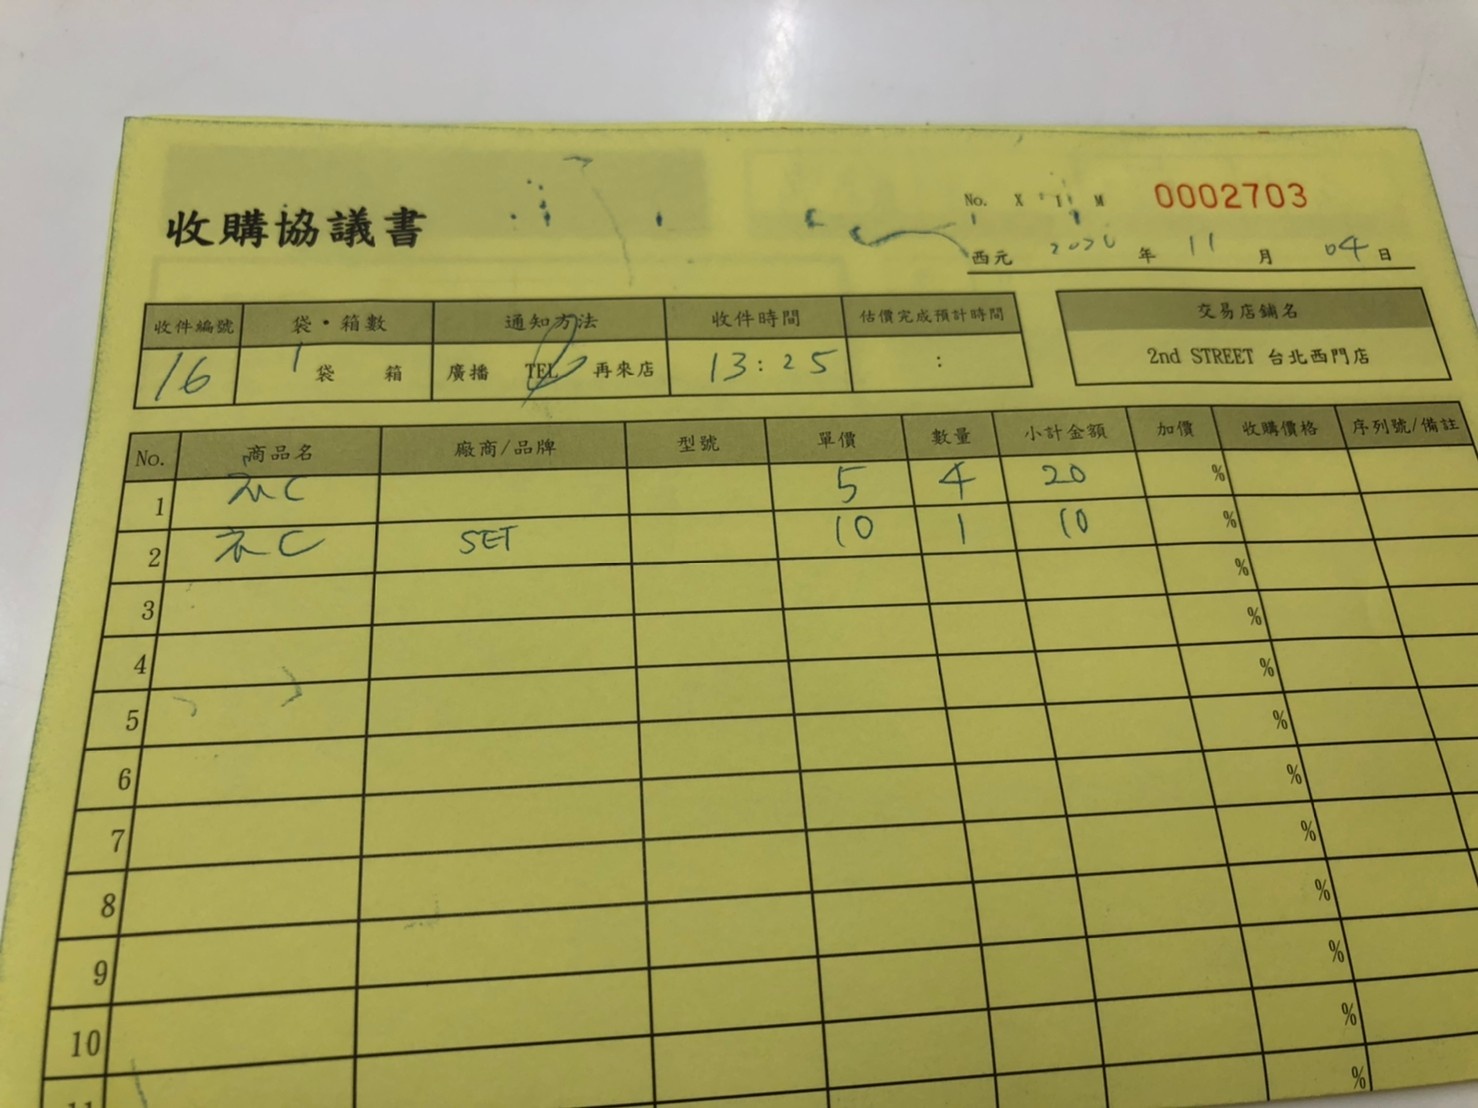 No. X I M 0002703
收購協議書
西元 2020 年 11 月 04 日
收件編號 袋・箱數 通知方法 收件時間 估價完成預計時間 交易店鋪名
16 1 袋 箱 廣播 TEL 再來店 13:25 : 2nd STREET 台北西門店
No. 商品名 廠商/品牌 型號 單價 數量 小計金額 加價 收購價格 序列號/備註
1 衣C 5 4 20 %
2 衣C SET 10 1 10 %
3 %
4 %
5 %
6 %
7 %
8 %
9 %
10 %
11 %